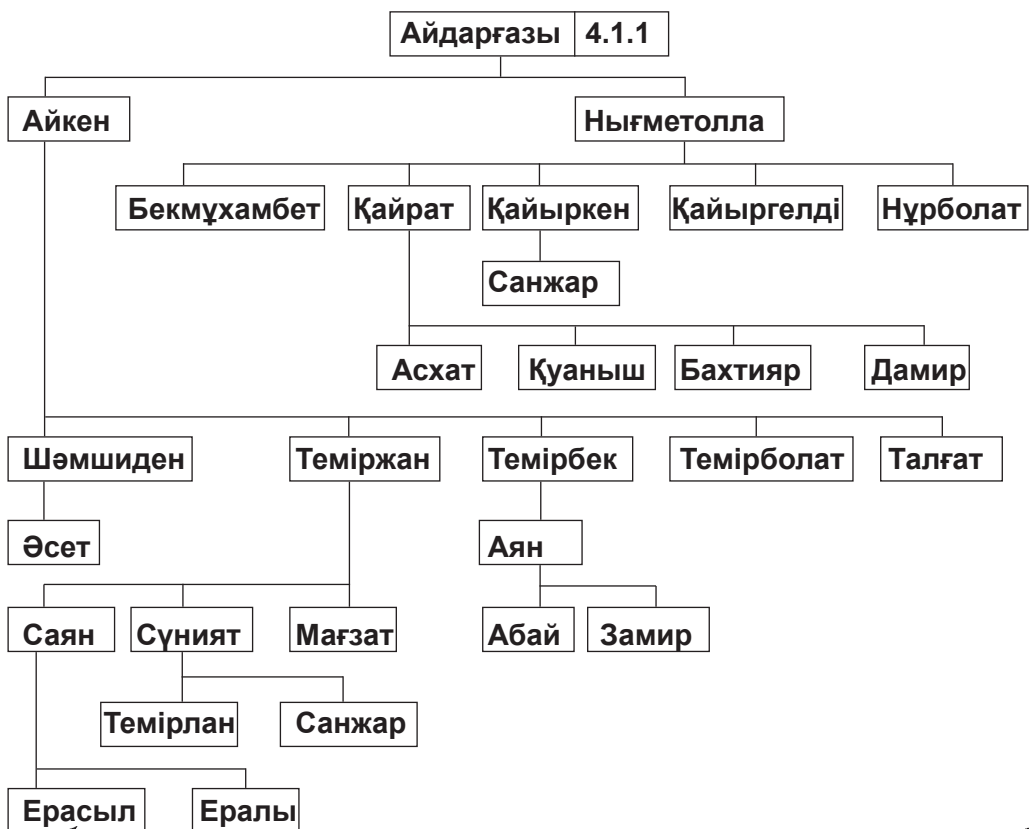 Айдарғазы 4.1.1
Айкен Нығметолла
Бекмұхамбет Қайрат Қайыркен Қайыргелді Нұрболат
Санжар
Асхат Қуаныш Бахтияр Дамир
Шәмшиден Теміржан Темірбек Темірболат Талғат
Әсет Аян
Саян Сүният Мағзат Абай Замир
Темірлан Санжар
Ерасыл Ералы